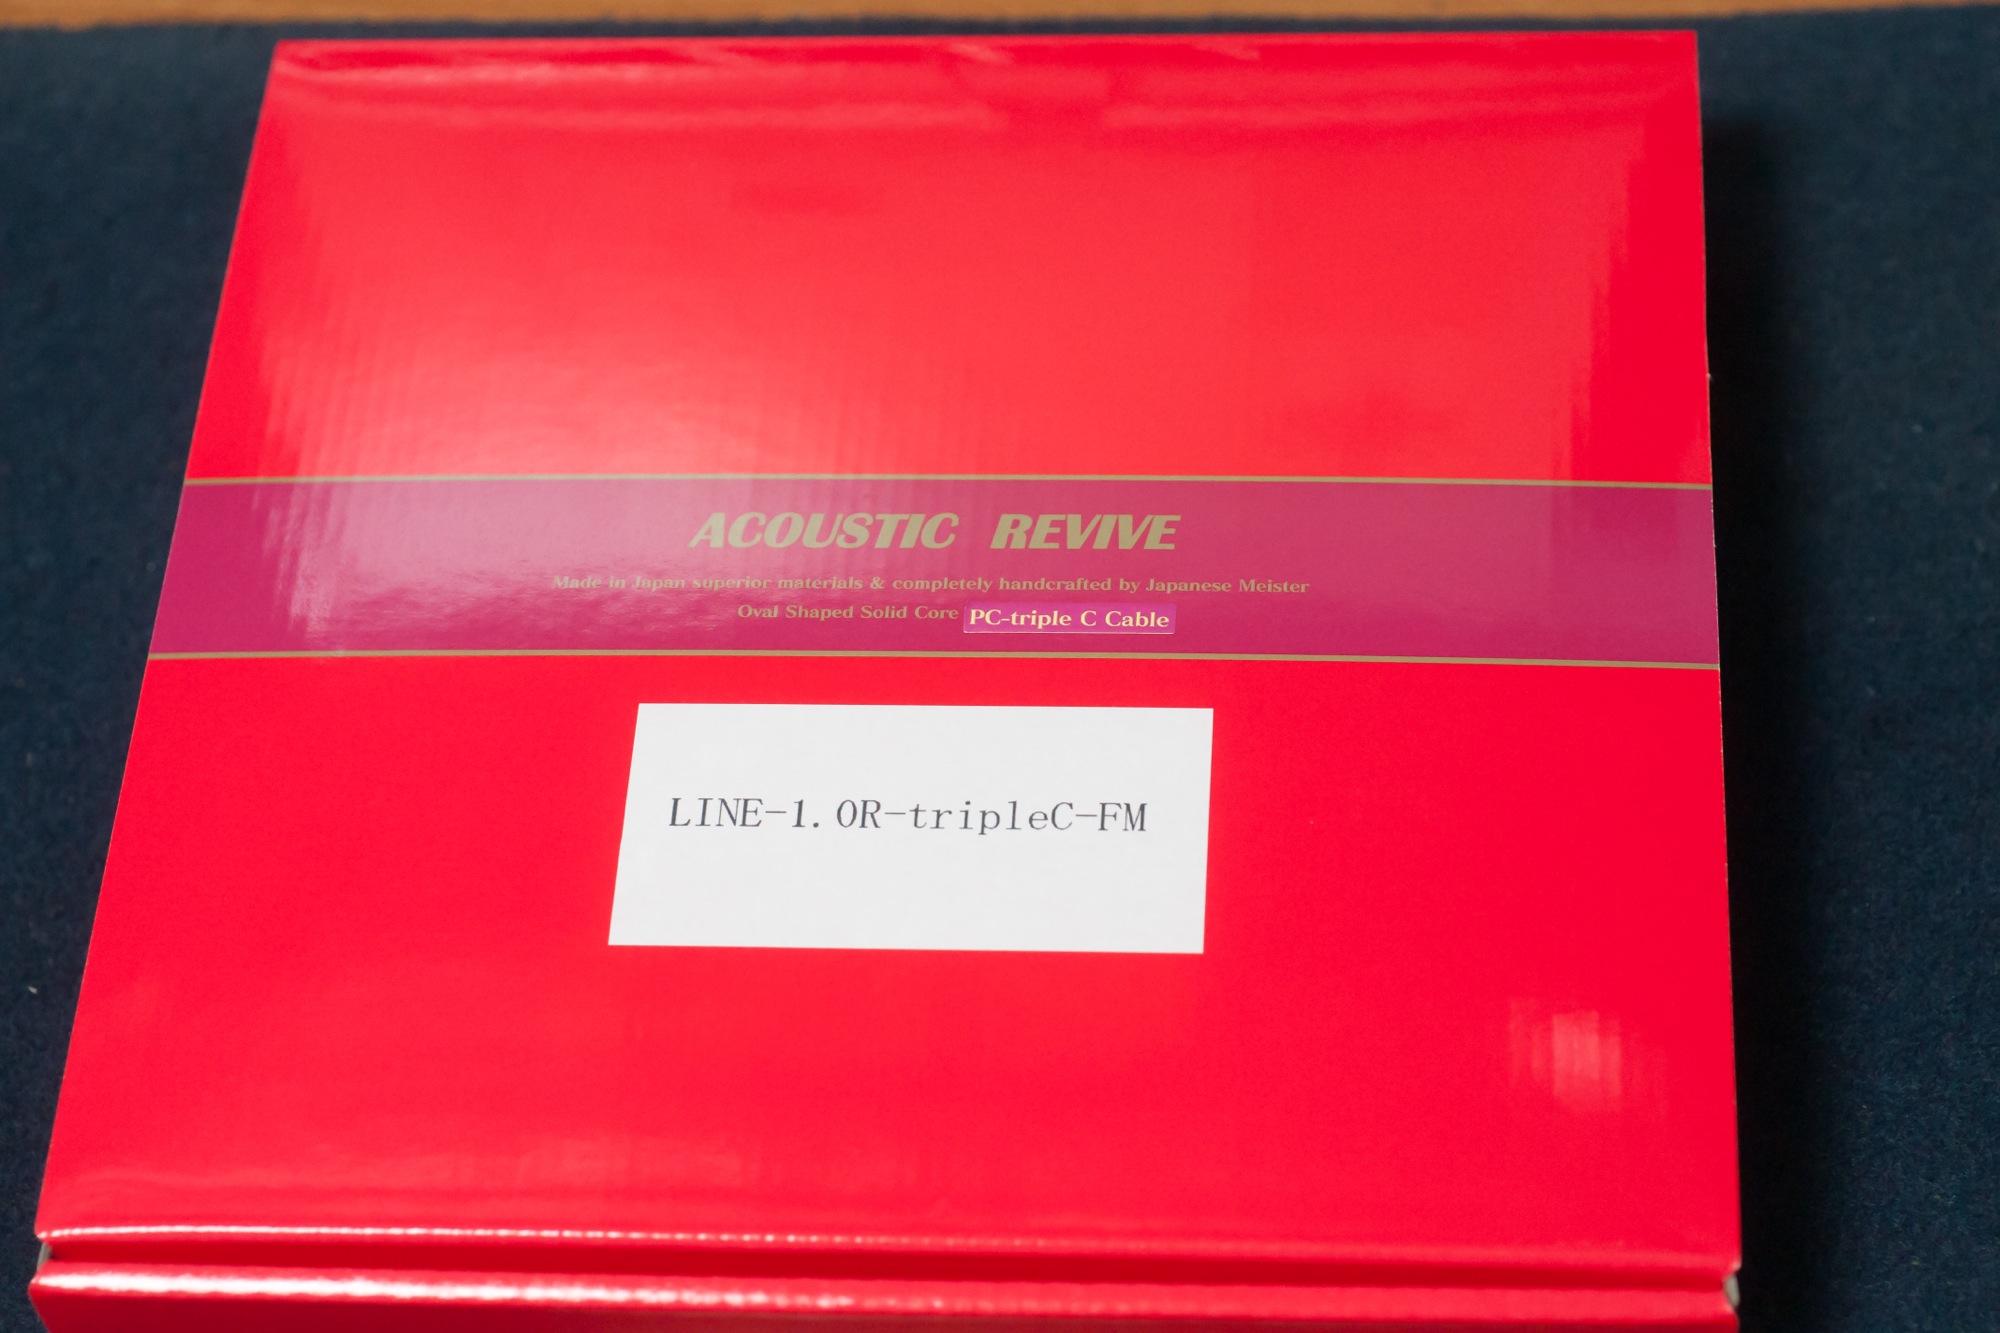 ACOUSTIC REVIVE
Made in Japan superior materials & completely handcrafted by Japanese Meister
Oval Shaped Solid Core PC-triple C Cable
LINE-1.0R-tripleC-FM